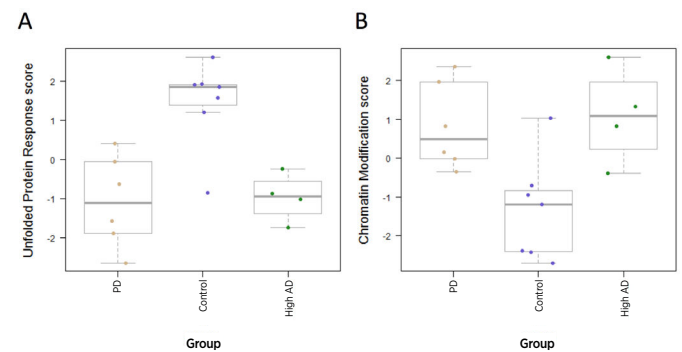 A
Unfolded Protein Response score
2
1
0
-1
-2
PD
Control
High AD
Group
B
Chromatin Modification score
2
1
0
-1
-2
PD
Control
High AD
Group